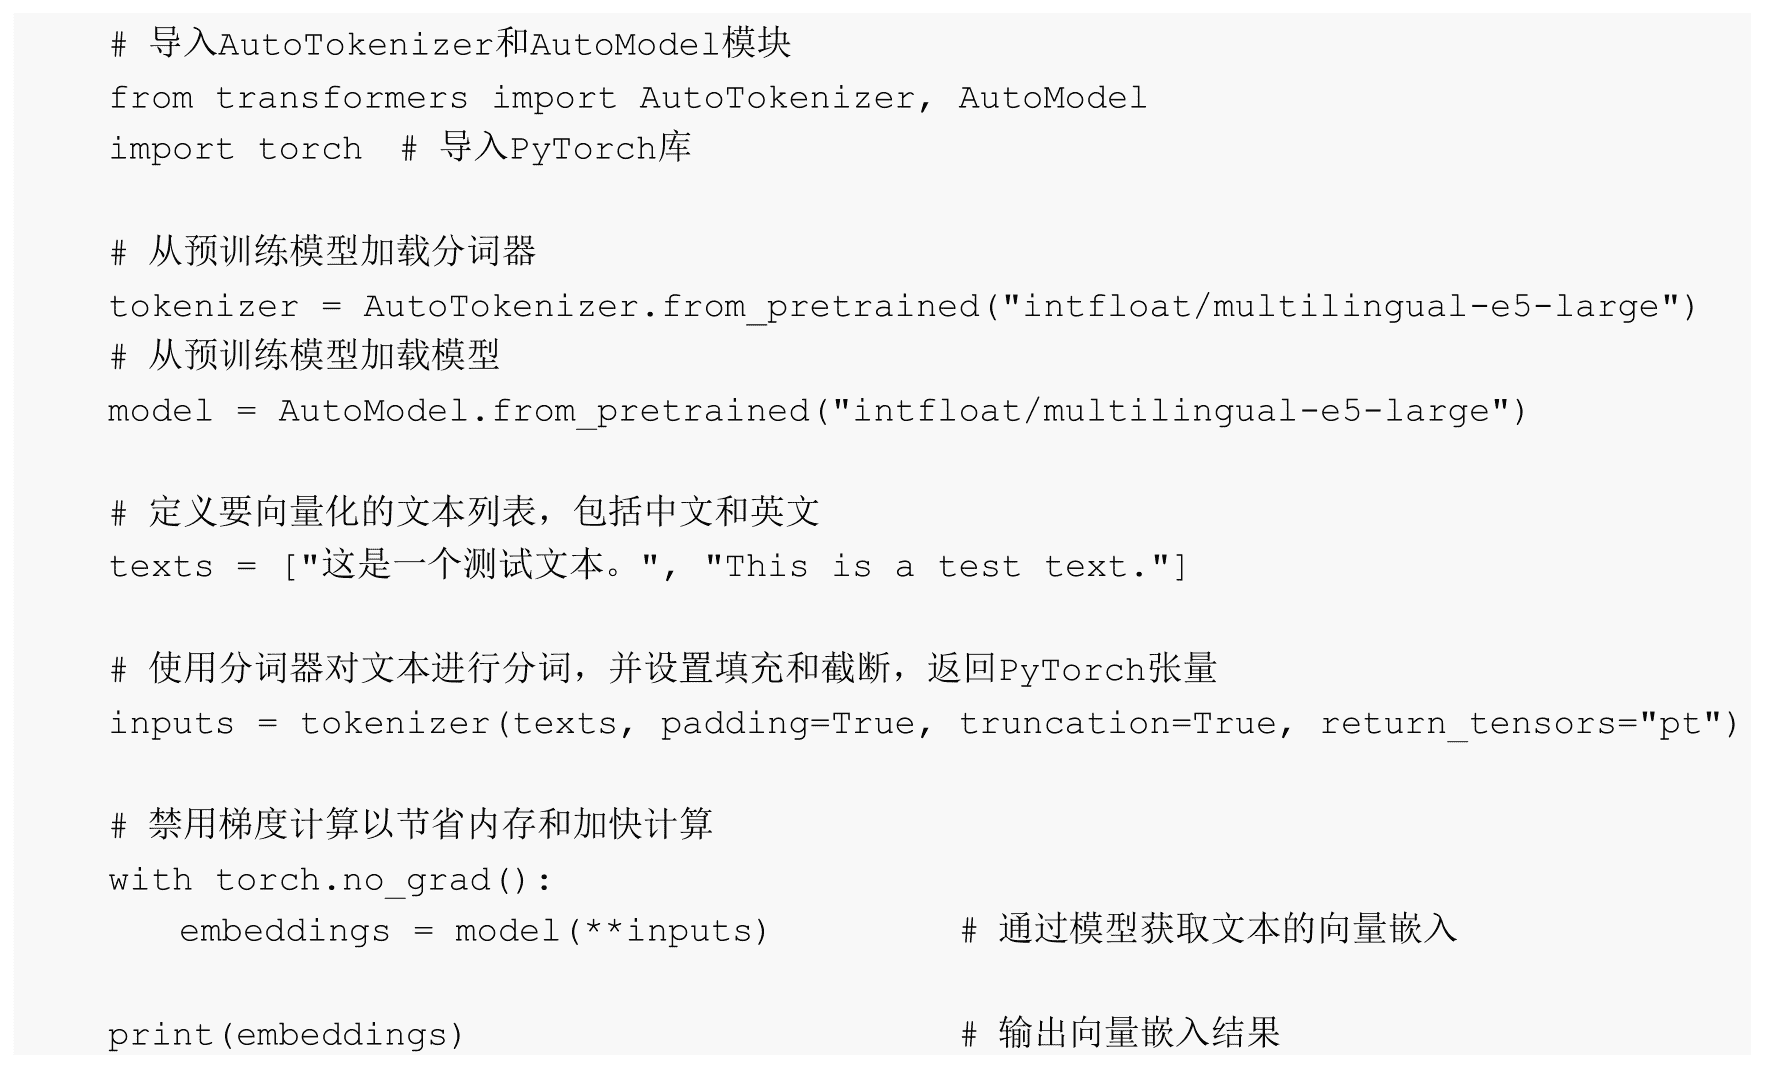 # 导入AutoTokenizer和AutoModel模块
from transformers import AutoTokenizer, AutoModel
import torch  # 导入PyTorch库
# 从预训练模型加载分词器
tokenizer = AutoTokenizer.from_pretrained("intfloat/multilingual-e5-large")
# 从预训练模型加载模型
model = AutoModel.from_pretrained("intfloat/multilingual-e5-large")
# 定义要向量化的文本列表，包括中文和英文
texts = ["这是一个测试文本。", "This is a test text."]
# 使用分词器对文本进行分词，并设置填充和截断，返回PyTorch张量
inputs = tokenizer(texts, padding=True, truncation=True, return_tensors="pt")
# 禁用梯度计算以节省内存和加快计算
with torch.no_grad():
    embeddings = model(**inputs)         # 通过模型获取文本的向量嵌入
print(embeddings)                        # 输出向量嵌入结果